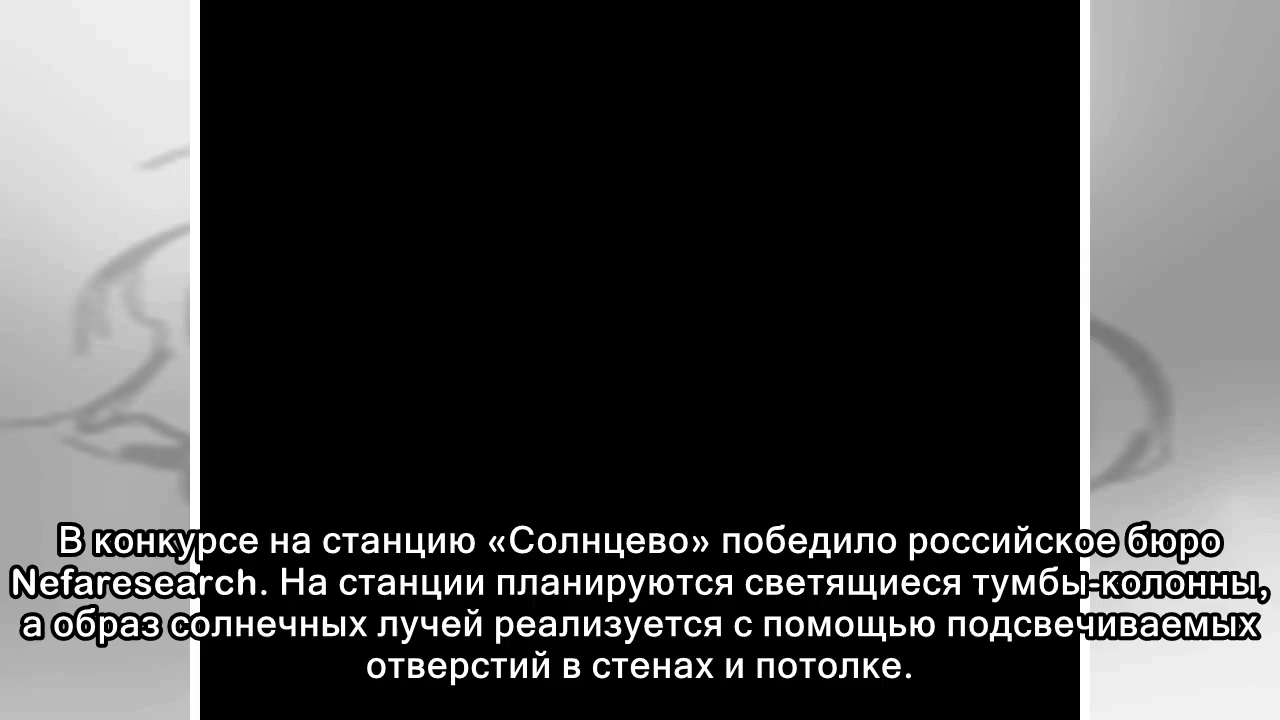 В конкурсе на станцию «Солнцево» победило российское бюро
Nefaresearch. На станции планируются светящиеся тумбы-колонны,
а образ солнечных лучей реализуется с помощью подсвечиваемых
отверстий в стенах и потолке.